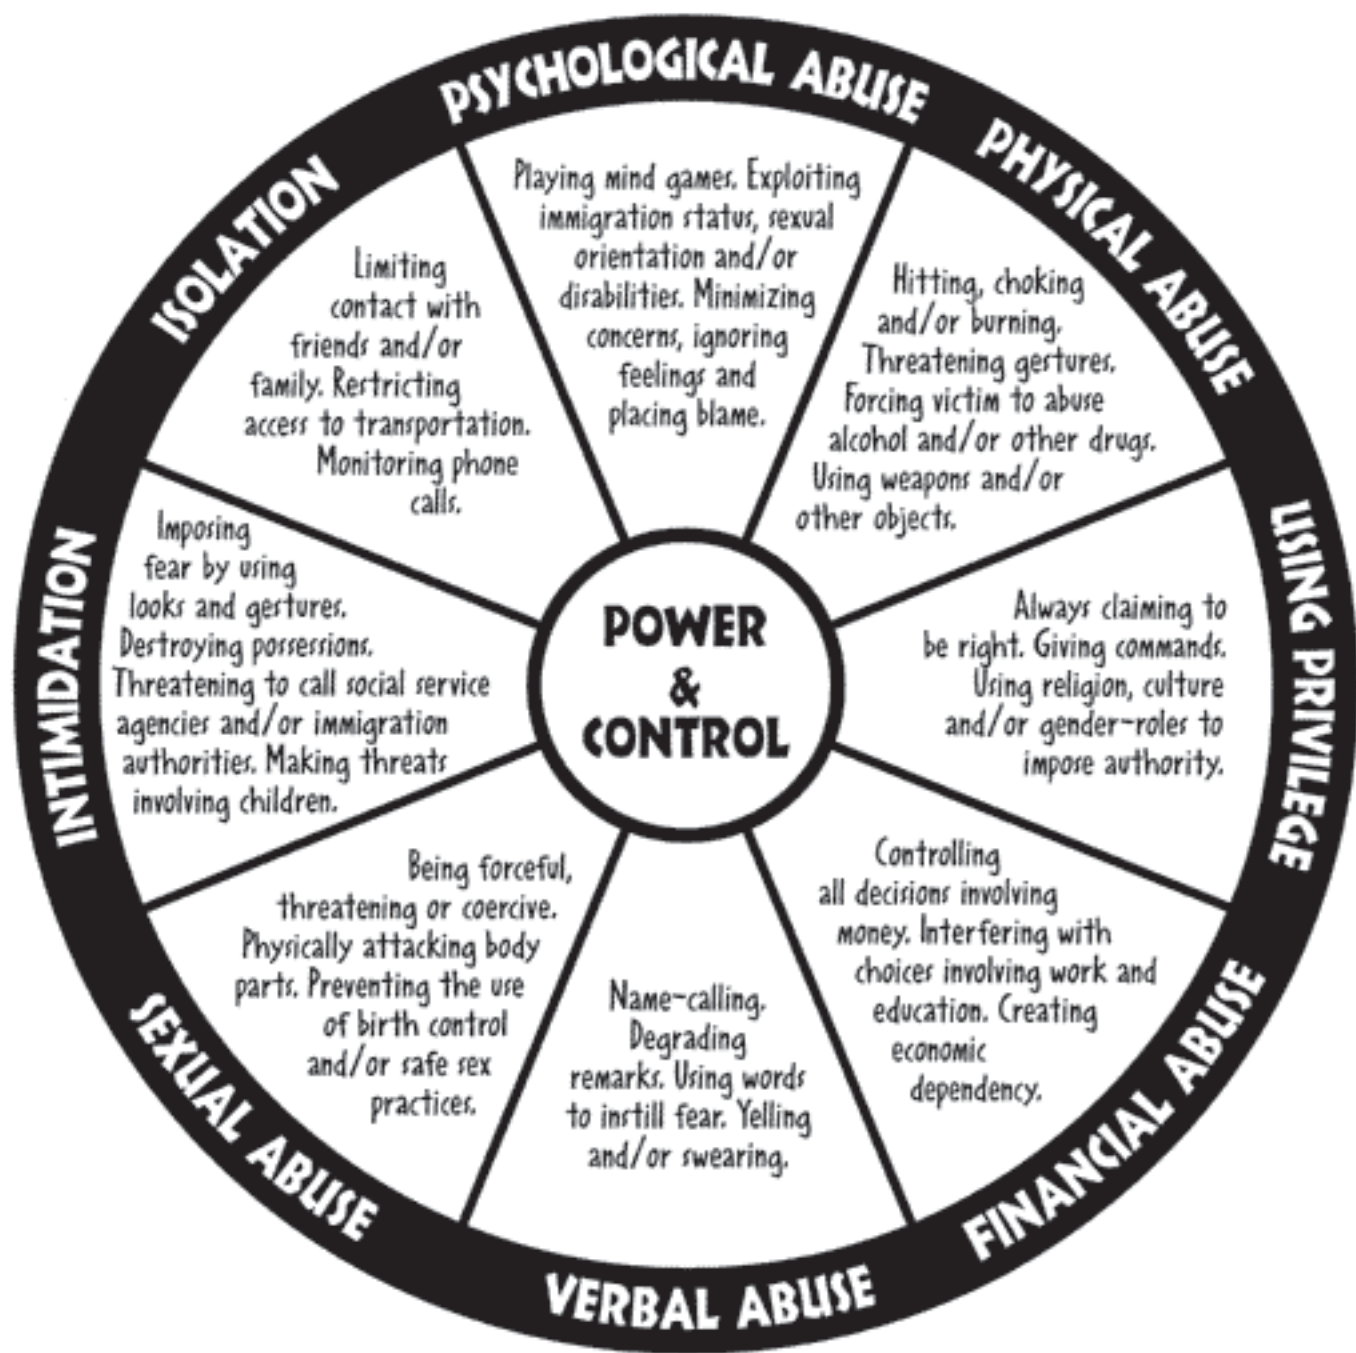 PSYCHOLOGICAL ABUSE
Playing mind games. Exploiting
immigration status, sexual
orientation and/or
disabilities. Minimizing
concerns, ignoring
feelings and
placing blame.
PHYSICAL ABUSE
Hitting, choking
and/or burning.
Threatening gestures.
Forcing victim to abuse
alcohol and/or other drugs.
Using weapons and/or
other objects.
USING PRIVILEGE
Always claiming to
be right. Giving commands.
Using religion, culture
and/or gender-roles to
impose authority.
FINANCIAL ABUSE
Controlling
all decisions involving
money. Interfering with
choices involving work and
education. Creating
economic
dependency.
VERBAL ABUSE
Name-calling.
Degrading
remarks. Using words
to instill fear. Yelling
and/or swearing.
SEXUAL ABUSE
Being forceful,
threatening or coercive.
Physically attacking body
parts. Preventing the use
of birth control
and/or safe sex
practices.
INTIMIDATION
Imposing
fear by using
looks and gestures.
Destroying possessions.
Threatening to call social service
agencies and/or immigration
authorities. Making threats
involving children.
ISOLATION
Limiting
contact with
friends and/or
family. Restricting
access to transportation.
Monitoring phone
calls.
POWER
&
CONTROL